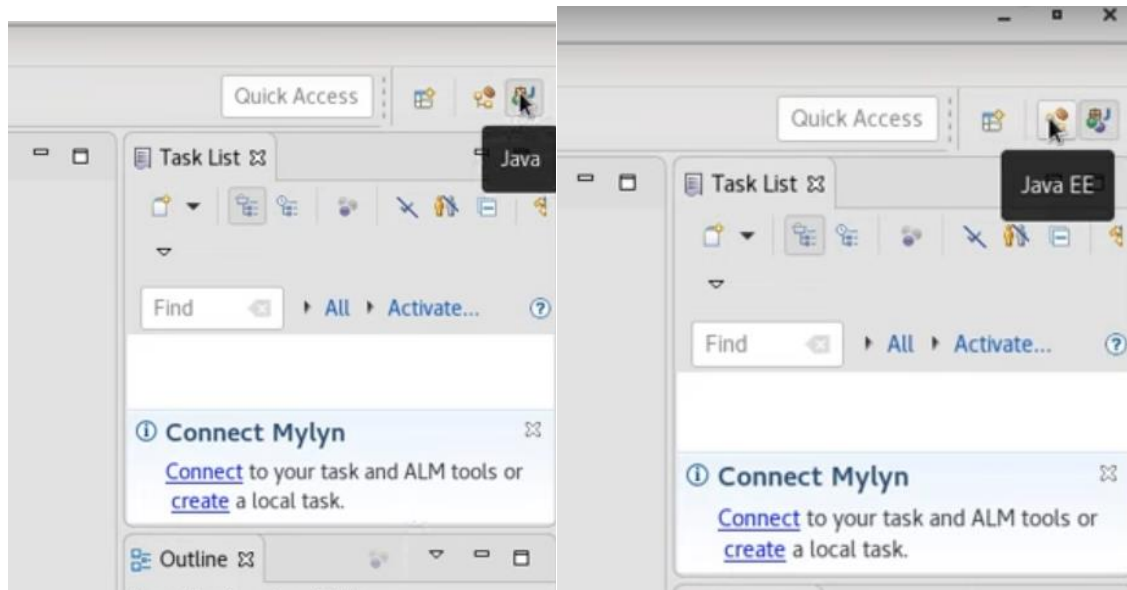 Quick Access
Java
Task List
Find
All
Activate...
Connect Mylyn
Connect to your task and ALM tools or
create a local task.
Outline
Quick Access
Java EE
Task List
Find
All
Activate...
Connect Mylyn
Connect to your task and ALM tools or
create a local task.